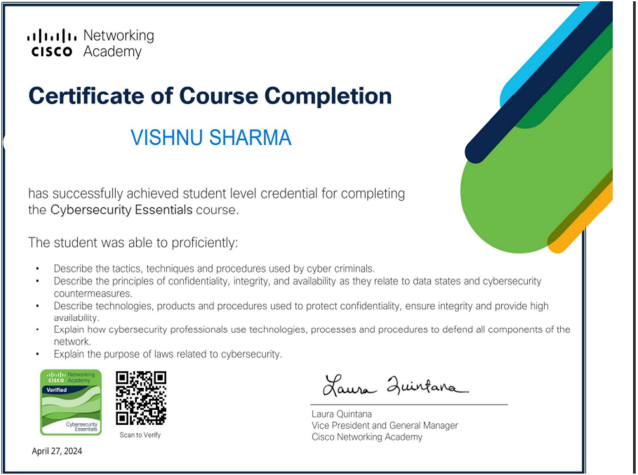 Networking
CISCO Academy
Certificate of Course Completion
VISHNU SHARMA
has successfully achieved student level credential for completing
the Cybersecurity Essentials course.
The student was able to proficiently:
• Describe the tactics, techniques and procedures used by cyber criminals.
• Describe the principles of confidentiality, integrity, and availability as they relate to data states and cybersecurity
countermeasures.
• Describe technologies, products and procedures used to protect confidentiality, ensure integrity and provide high
availability.
• Explain how cybersecurity professionals use technologies, processes and procedures to defend all components of the
network.
• Explain the purpose of laws related to cybersecurity.
Networking
CISCO Academy
Verified
Cybersecurity
Essentials
Scan to Verify
April 27, 2024
Laura Quintana
Laura Quintana
Vice President and General Manager
Cisco Networking Academy